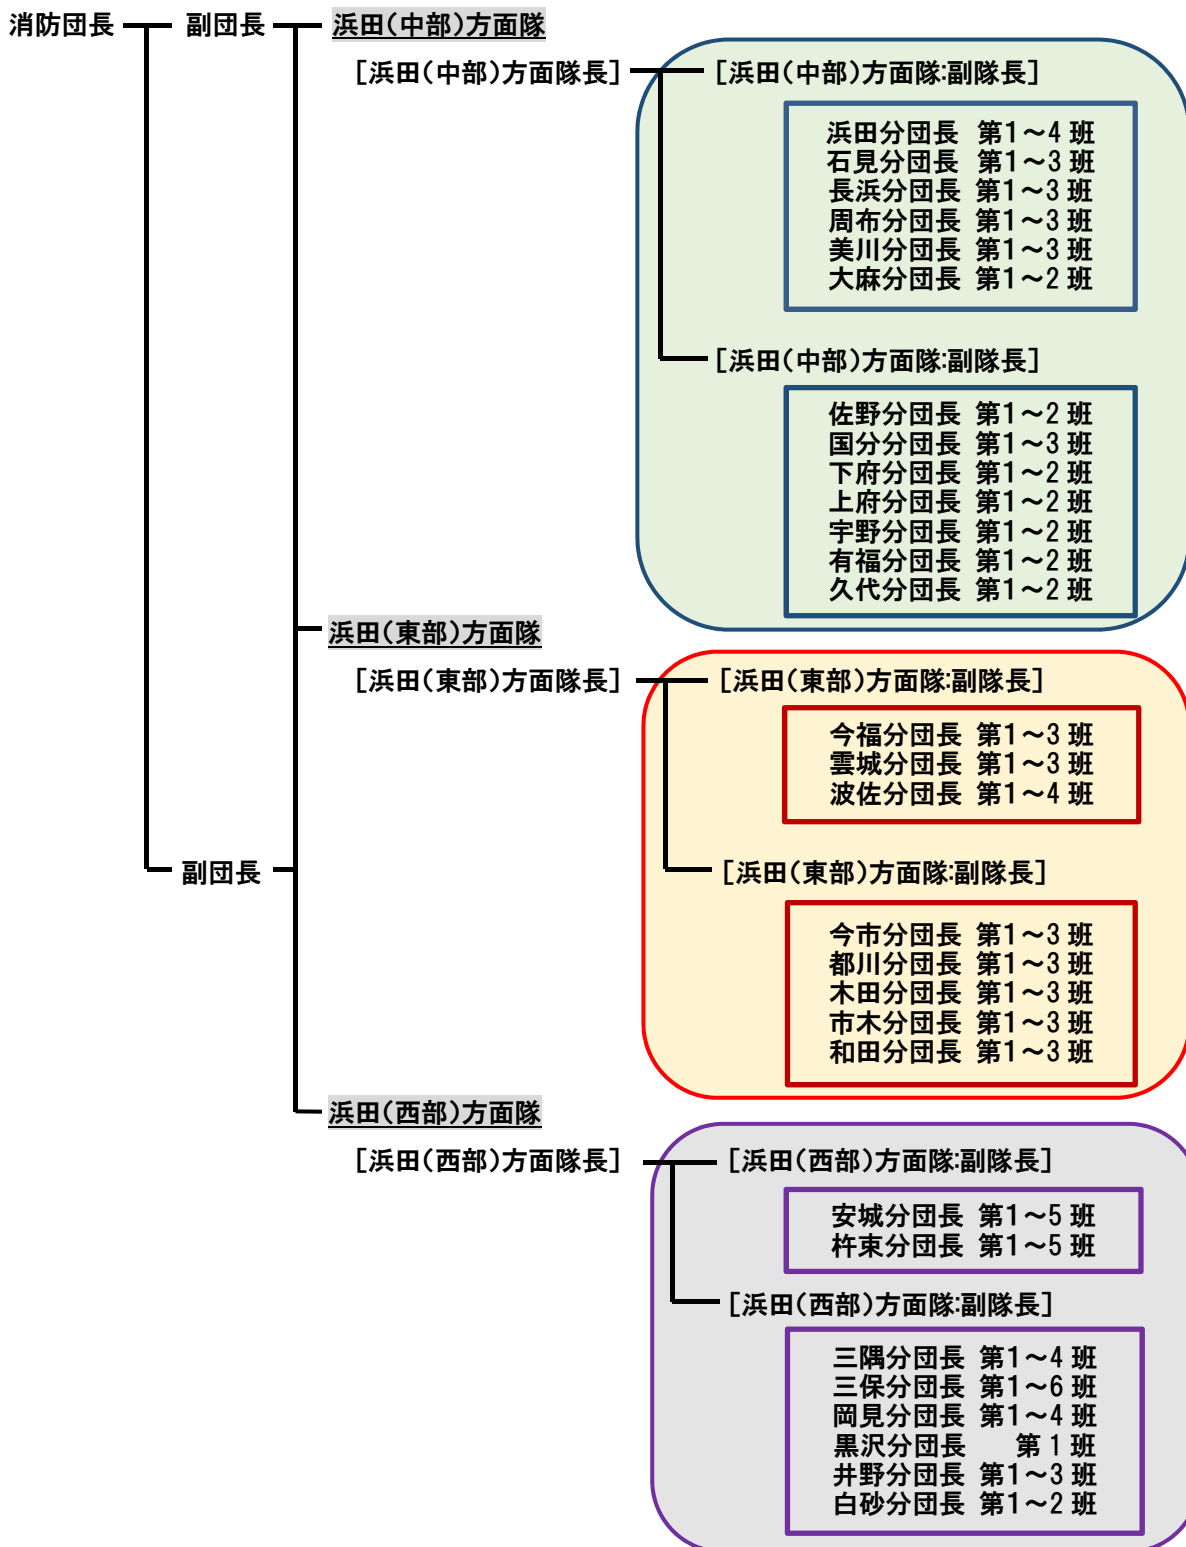 消防団長 副団長 浜田(中部)方面隊
[浜田(中部)方面隊長] [浜田(中部)方面隊:副隊長]
浜田分団長 第1～4班
石見分団長 第1～3班
長浜分団長 第1～3班
周布分団長 第1～3班
美川分団長 第1～3班
大麻分団長 第1～2班
[浜田(中部)方面隊:副隊長]
佐野分団長 第1～2班
国分分団長 第1～3班
下府分団長 第1～2班
上府分団長 第1～2班
宇野分団長 第1～2班
有福分団長 第1～2班
久代分団長 第1～2班
浜田(東部)方面隊
[浜田(東部)方面隊長] [浜田(東部)方面隊:副隊長]
今福分団長 第1～3班
雲城分団長 第1～3班
波佐分団長 第1～4班
副団長 [浜田(東部)方面隊:副隊長]
今市分団長 第1～3班
都川分団長 第1～3班
木田分団長 第1～3班
市木分団長 第1～3班
和田分団長 第1～3班
浜田(西部)方面隊
[浜田(西部)方面隊長] [浜田(西部)方面隊:副隊長]
安城分団長 第1～5班
杵束分団長 第1～5班
[浜田(西部)方面隊:副隊長]
三隅分団長 第1～4班
三保分団長 第1～6班
岡見分団長 第1～4班
黒沢分団長 第1班
井野分団長 第1～3班
白砂分団長 第1～2班